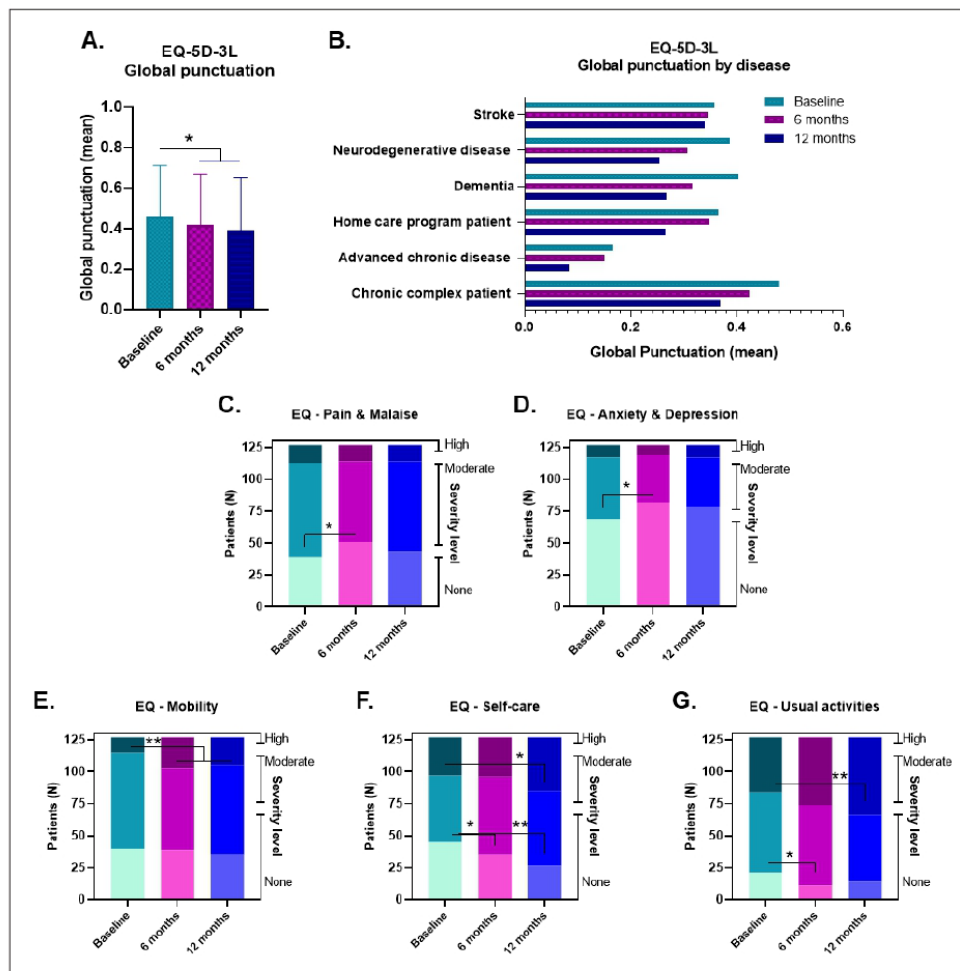 A.
EQ-5D-3L
Global punctuation
Global punctuation (mean)
1.0
0.8
0.6
0.4
0.2
0.0
*
Baseline
6 months
12 months
B.
EQ-5D-3L
Global punctuation by disease
Stroke
Neurodegenerative disease
Dementia
Home care program patient
Advanced chronic disease
Chronic complex patient
0.0
0.2
0.4
0.6
Global Punctuation (mean)
Baseline
6 months
12 months
C.
EQ - Pain & Malaise
Patients (N)
125
100
75
50
25
0
*
High
Moderate
None
Severity level
Baseline
6 months
12 months
D.
EQ - Anxiety & Depression
Patients (N)
125
100
75
50
25
0
*
High
Moderate
None
Severity level
Baseline
6 months
12 months
E.
EQ - Mobility
Patients (N)
125
100
75
50
25
0
**
High
Moderate
None
Severity level
Baseline
6 months
12 months
F.
EQ - Self-care
Patients (N)
125
100
75
50
25
0
*
*
**
High
Moderate
None
Severity level
Baseline
6 months
12 months
G.
EQ - Usual activities
Patients (N)
125
100
75
50
25
0
**
*
High
Moderate
None
Severity level
Baseline
6 months
12 months